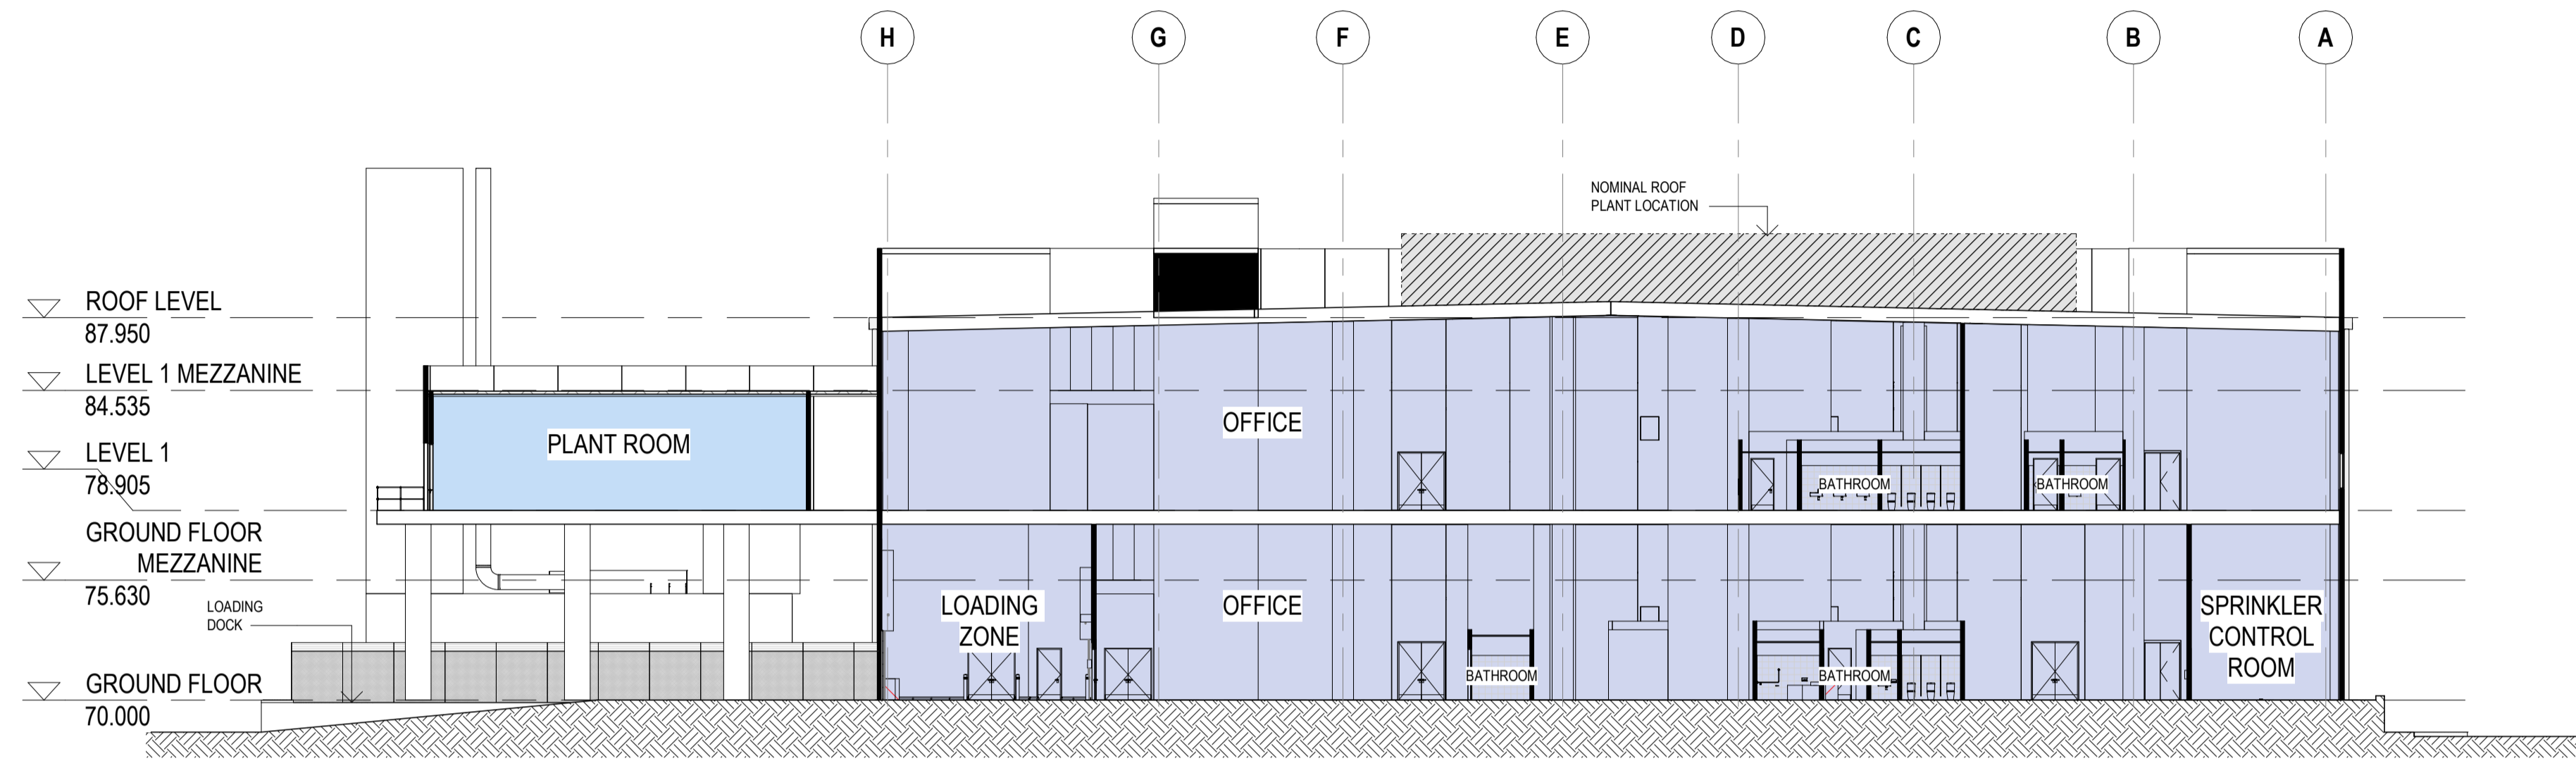 H G F E D C B A
NOMINAL ROOF
PLANT LOCATION
ROOF LEVEL
87.950
LEVEL 1 MEZZANINE
84.535
LEVEL 1
78.905
GROUND FLOOR
MEZZANINE
75.630
LOADING
DOCK
GROUND FLOOR
70.000
PLANT ROOM
OFFICE
BATHROOM
BATHROOM
LOADING
ZONE
OFFICE
BATHROOM
BATHROOM
SPRINKLER
CONTROL
ROOM